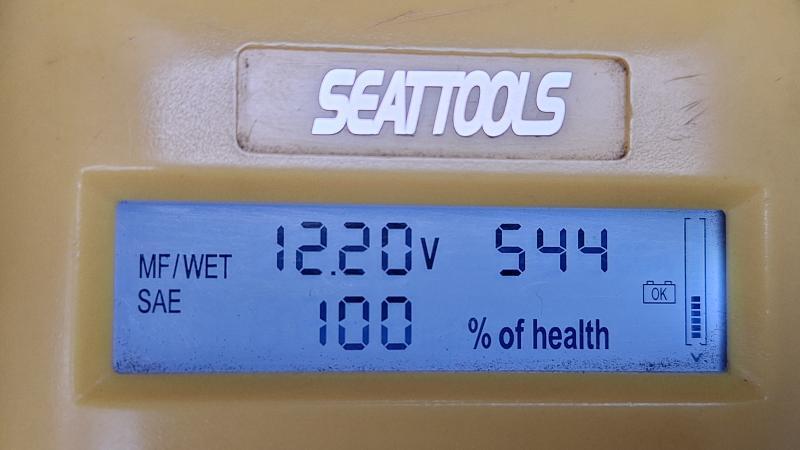 SEATTOOLS
MF/WET 12.20V 544
SAE 100 % of health
OK